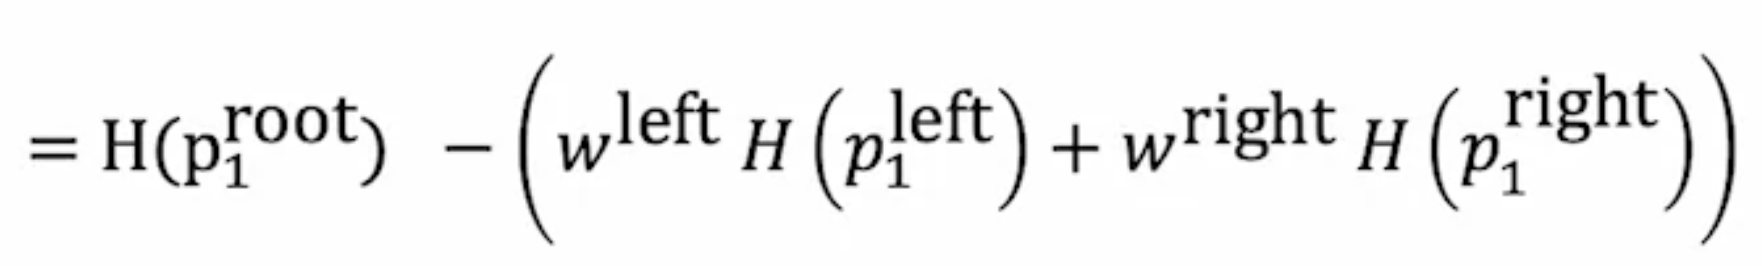 = H(p₁^root) − (w^left H(p₁^left) + w^right H(p₁^right))